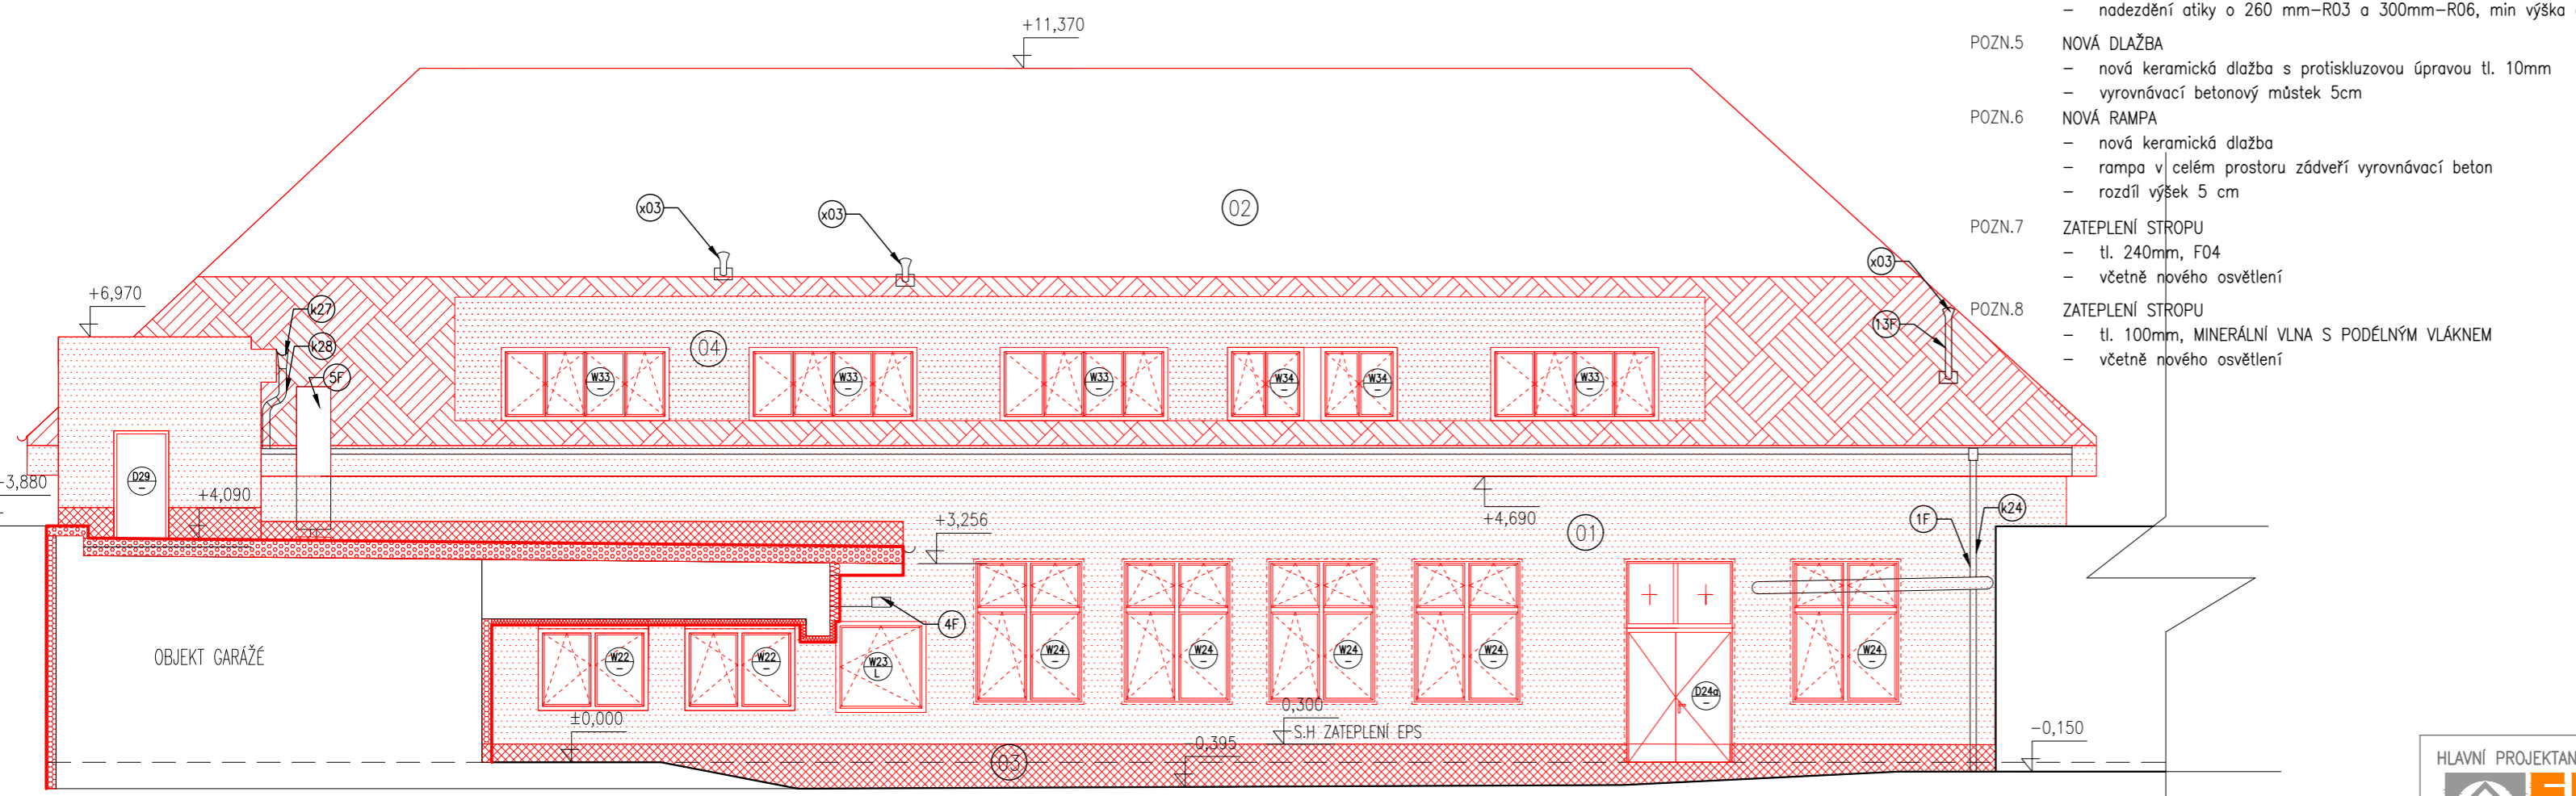 - nadezdění atiky o 260 mm-R03 a 300mm-R06, min výška
POZN.5 NOVÁ DLAŽBA
- nová keramická dlažba s protiskluzovou úpravou tl. 10mm
- vyrovnávací betonový můstek 5cm
POZN.6 NOVÁ RAMPA
- nová keramická dlažba
- rampa v celém prostoru zádveří vyrovnávací beton
- rozdíl výšek 5 cm
POZN.7 ZATEPLENÍ STROPU
- tl. 240mm, F04
- včetně nového osvětlení
POZN.8 ZATEPLENÍ STROPU
- tl. 100mm, MINERÁLNÍ VLNA S PODÉLNÝM VLÁKNEM
- včetně nového osvětlení
+11,370
x03
x03
02
x03
+6,970
k27
13F
04
k28
5F
W33 -
W33 -
W33 -
W34 -
W34 -
W33 -
D29 -
-3,880
+4,090
+4,690
+3,256
01
1F
k24
4F
OBJEKT GARÁŽÉ
W22 -
W22 -
W23 L
W24 -
W24 -
W24 -
W24 -
W24 -
D24a -
±0,000
0,300
S.H ZATEPLENÍ EPS
-0,395
03
-0,150
HLAVNÍ PROJEKTAN